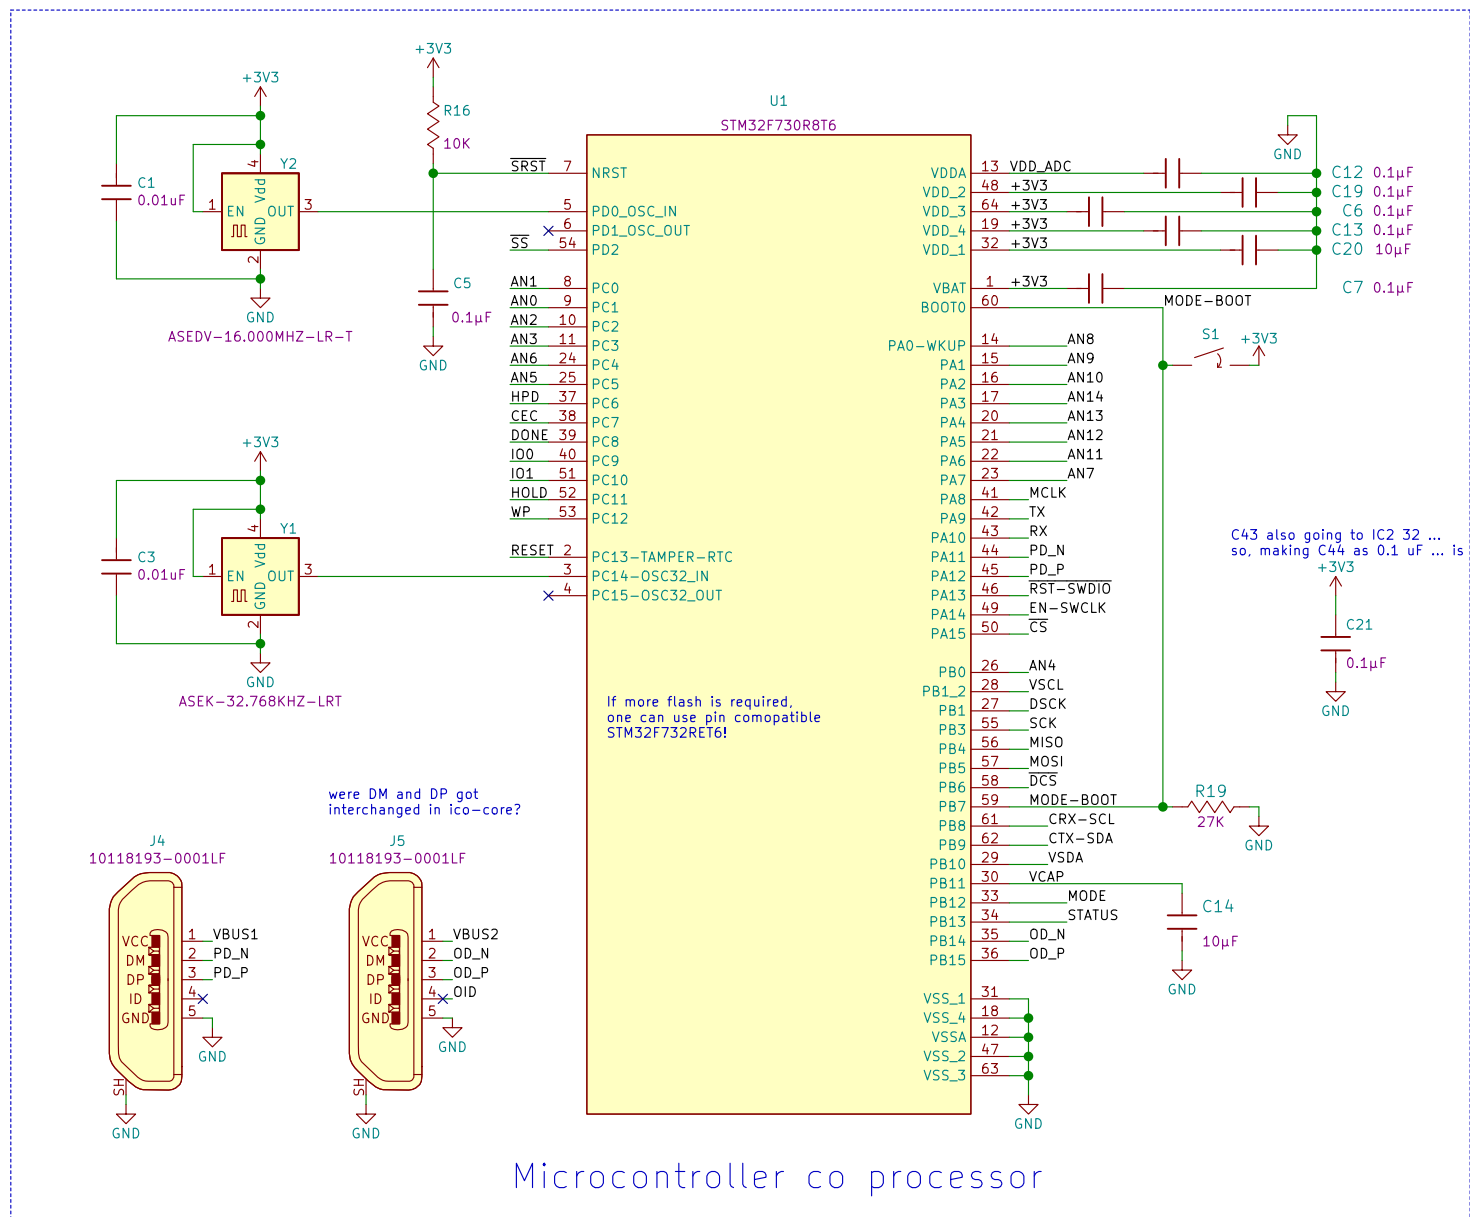 +3V3
R16
10K
+3V3
Y2
4
Vdd
1
EN
OUT
3
GND
2
C1
0.01uF
GND
ASEDV-16.000MHZ-LR-T
C5
0.1µF
GND
+3V3
Y1
4
Vdd
1
EN
OUT
3
GND
2
C3
0.01uF
GND
ASEK-32.768KHZ-LRT
U1
STM32F730R8T6
SRST 7 NRST
5 PD0_OSC_IN
6 PD1_OSC_OUT
SS 54 PD2
AN1 8 PC0
AN0 9 PC1
AN2 10 PC2
AN3 11 PC3
AN6 24 PC4
AN5 25 PC5
HPD 37 PC6
CEC 38 PC7
DONE 39 PC8
IO0 40 PC9
IO1 51 PC10
HOLD 52 PC11
WP 53 PC12
RESET 2 PC13-TAMPER-RTC
3 PC14-OSC32_IN
4 PC15-OSC32_OUT
If more flash is required,
one can use pin comopatible
STM32F732RET6!
GND
VDDA 13 VDD_ADC C12 0.1µF
VDD_2 48 +3V3 C19 0.1µF
VDD_3 64 +3V3 C6 0.1µF
VDD_4 19 +3V3 C13 0.1µF
VDD_1 32 +3V3 C20 10µF
VBAT 1 +3V3 C7 0.1µF
BOOT0 60 MODE-BOOT
S1
+3V3
PA0-WKUP 14 AN8
PA1 15 AN9
PA2 16 AN10
PA3 17 AN14
PA4 20 AN13
PA5 21 AN12
PA6 22 AN11
PA7 23 AN7
PA8 41 MCLK
PA9 42 TX
PA10 43 RX
PA11 44 PD_N
PA12 45 PD_P
PA13 46 RST-SWDIO
PA14 49 EN-SWCLK
PA15 50 CS
PB0 26 AN4
PB1_2 28 VSCL
PB1 27 DSCK
PB3 55 SCK
PB4 56 MISO
PB5 57 MOSI
PB6 58 DCS
PB7 59 MODE-BOOT
PB8 61 CRX-SCL
PB9 62 CTX-SDA
PB10 29 VSDA
PB11 30 VCAP
PB12 33 MODE
PB13 34 STATUS
PB14 35 OD_N
PB15 36 OD_P
VSS_1 31
VSS_4 18
VSSA 12
VSS_2 47
VSS_3 63
GND
R19
27K
GND
C14
10µF
GND
C43 also going to IC2 32 ...
so, making C44 as 0.1 uF ... is
+3V3
C21
0.1µF
GND
were DM and DP got
interchanged in ico-core?
J4
10118193-0001LF
VCC 1 VBUS1
DM 2 PD_N
DP 3 PD_P
ID 4
GND 5
GND
SH
GND
J5
10118193-0001LF
VCC 1 VBUS2
DM 2 OD_N
DP 3 OD_P
ID 4 OID
GND 5
GND
SH
GND
Microcontroller co processor